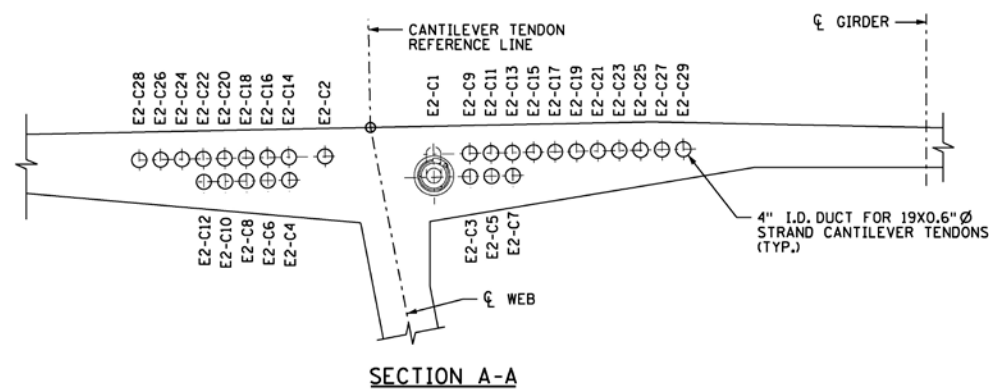 CANTILEVER TENDON
REFERENCE LINE
℄ GIRDER
E2-C28
E2-C26
E2-C24
E2-C22
E2-C20
E2-C18
E2-C16
E2-C14
E2-C2
E2-C1
E2-C9
E2-C11
E2-C13
E2-C15
E2-C17
E2-C19
E2-C21
E2-C23
E2-C25
E2-C27
E2-C29
E2-C12
E2-C10
E2-C8
E2-C6
E2-C4
E2-C3
E2-C5
E2-C7
4" I.D. DUCT FOR 19X0.6"Ø
STRAND CANTILEVER TENDONS
(TYP.)
℄ WEB
SECTION A-A